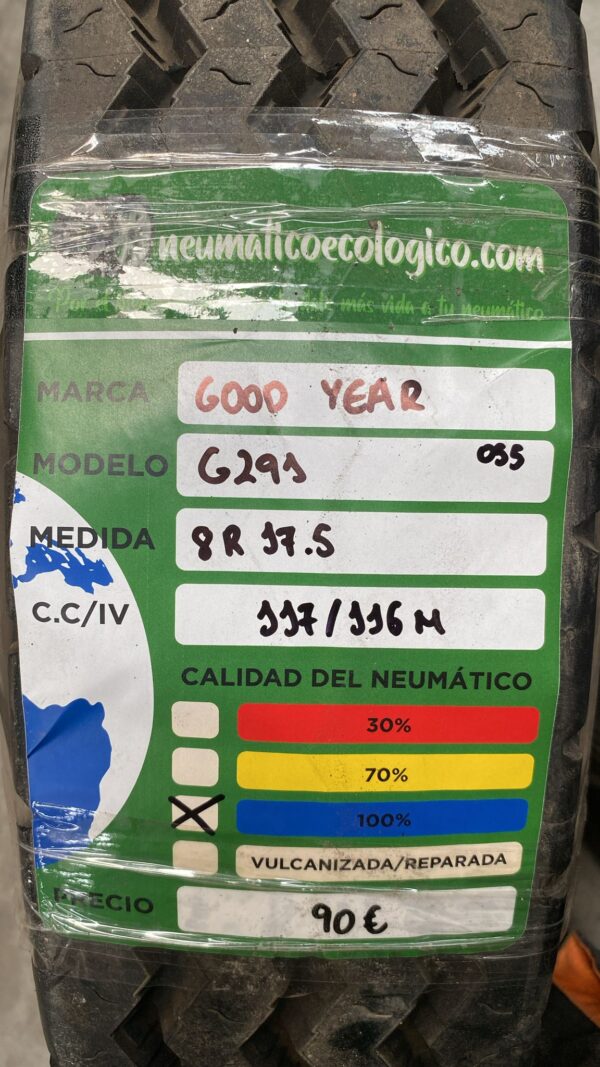 neumaticoecologico.com
más vida a tu neumático
MARCA GOOD YEAR
MODELO G291 055
MEDIDA 8R 17.5
C.C/IV 117/116 M
CALIDAD DEL NEUMÁTICO
30%
70%
100%
VULCANIZADA/REPARADA
PRECIO 90 €